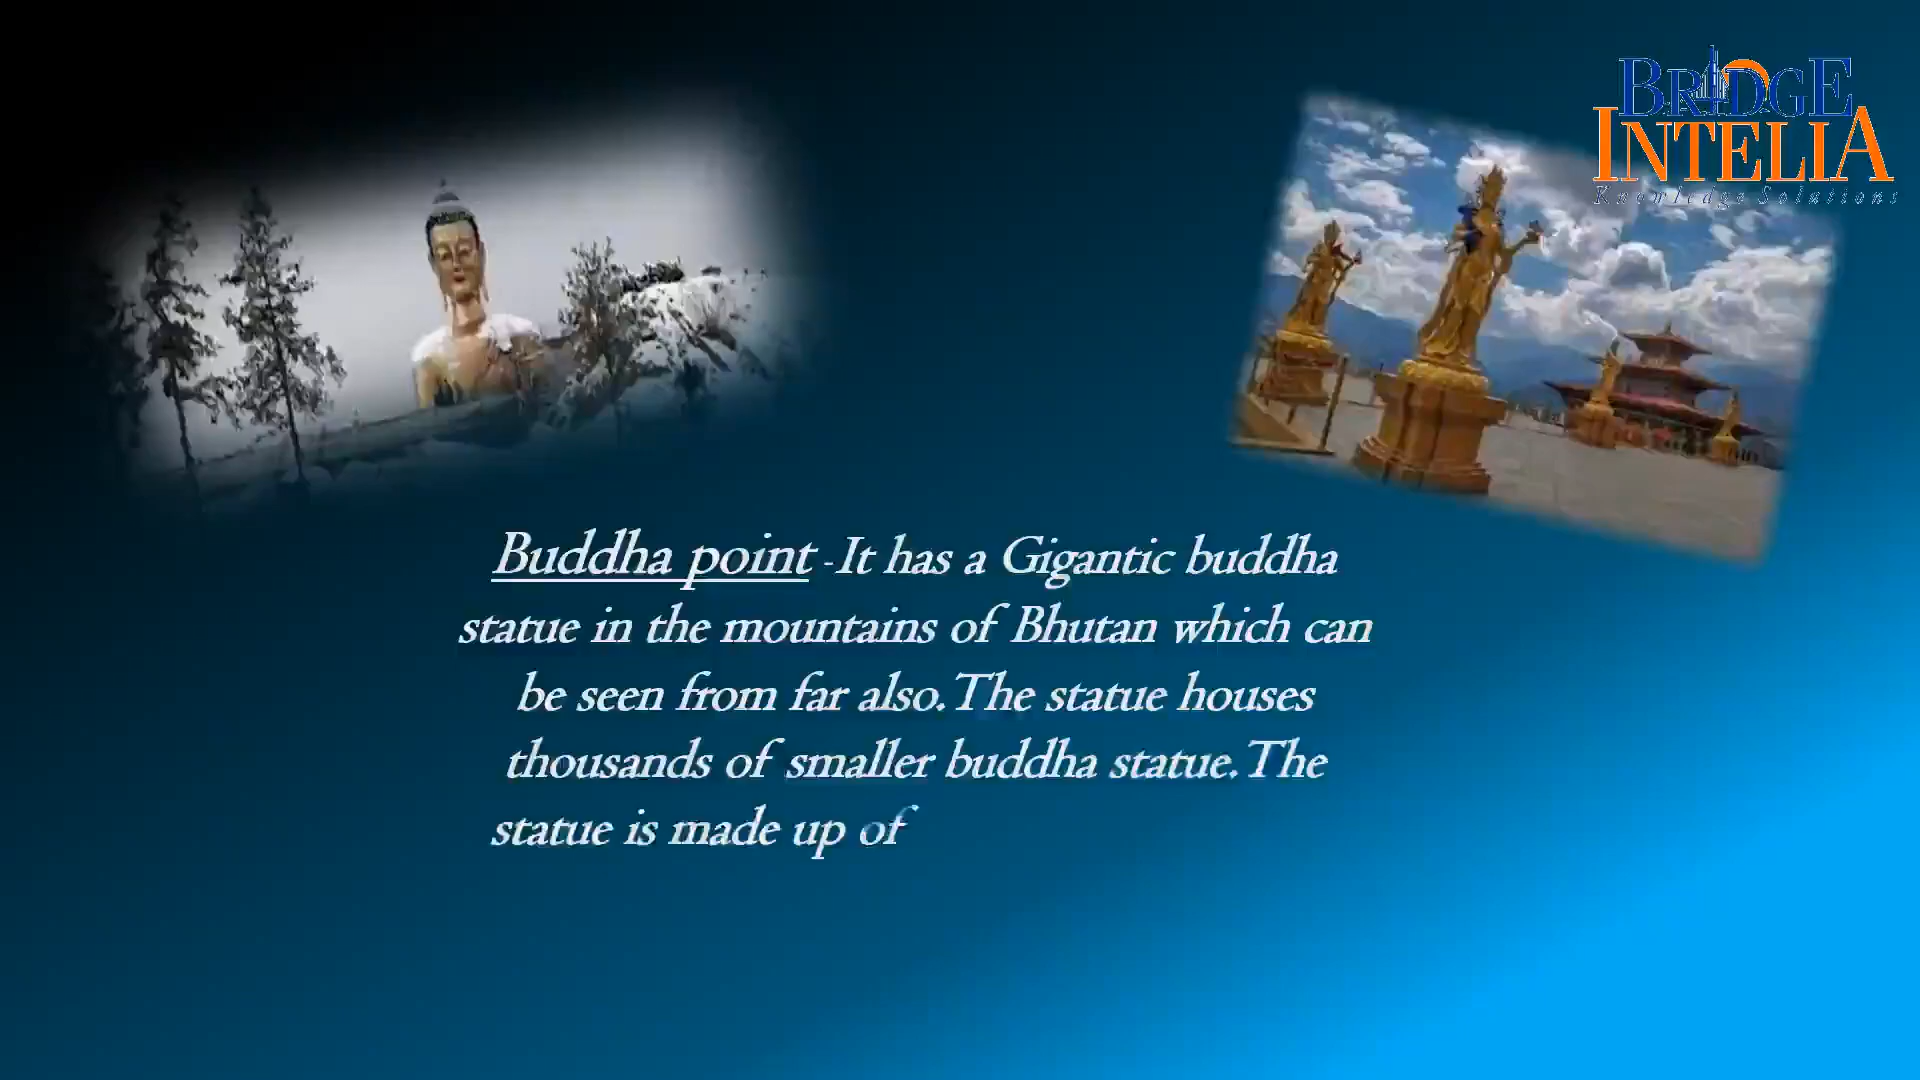 BRIDGE
INTELIA
Knowledge Solutions
Buddha point -It has a Gigantic buddha
statue in the mountains of Bhutan which can
be seen from far also.The statue houses
thousands of smaller buddha statue.The
statue is made up of